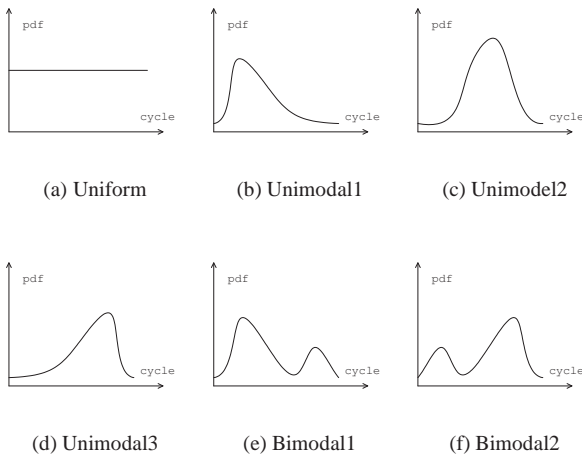 pdf
cycle
(a) Uniform
pdf
cycle
(b) Unimodal1
pdf
cycle
(c) Unimodel2
pdf
cycle
(d) Unimodal3
pdf
cycle
(e) Bimodal1
pdf
cycle
(f) Bimodal2